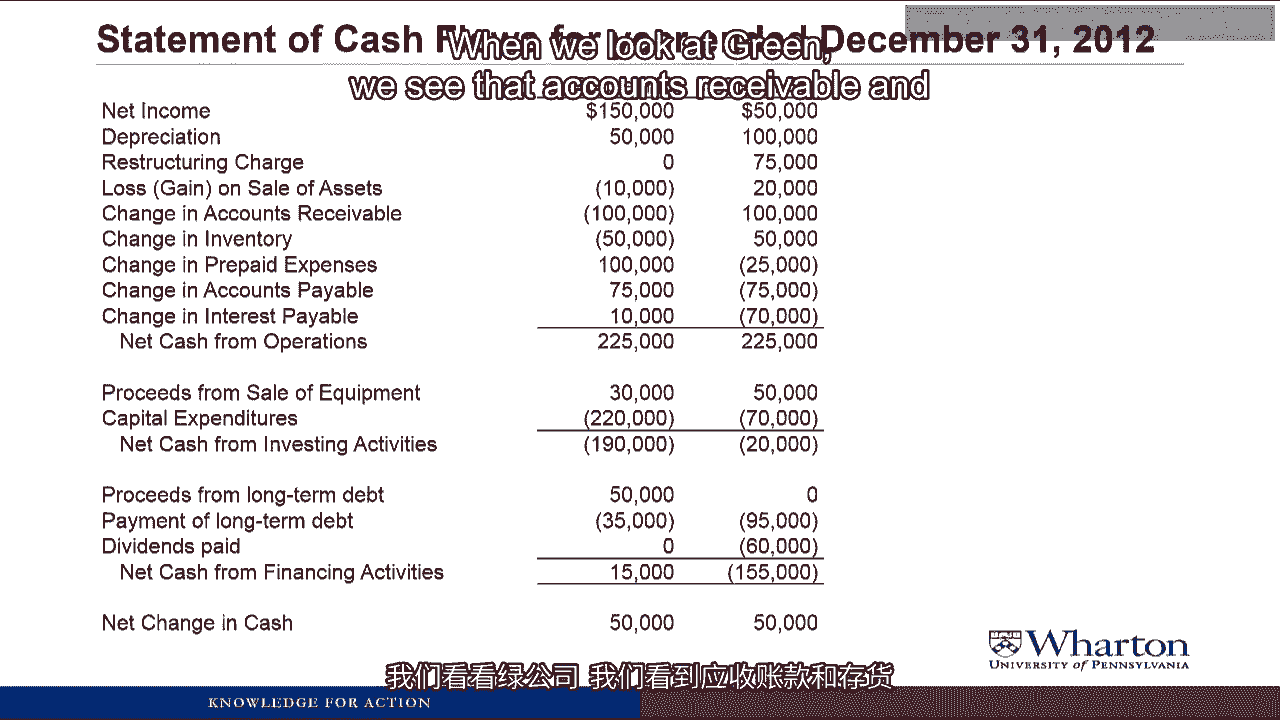 Statement of Cash Flows for year ended December 31, 2012
When we look at Green,
we see that accounts receivable and
Net Income $150,000 $50,000
Depreciation 50,000 100,000
Restructuring Charge 0 75,000
Loss (Gain) on Sale of Assets (10,000) 20,000
Change in Accounts Receivable (100,000) 100,000
Change in Inventory (50,000) 50,000
Change in Prepaid Expenses 100,000 (25,000)
Change in Accounts Payable 75,000 (75,000)
Change in Interest Payable 10,000 (70,000)
Net Cash from Operations 225,000 225,000
Proceeds from Sale of Equipment 30,000 50,000
Capital Expenditures (220,000) (70,000)
Net Cash from Investing Activities (190,000) (20,000)
Proceeds from long-term debt 50,000 0
Payment of long-term debt (35,000) (95,000)
Dividends paid 0 (60,000)
Net Cash from Financing Activities 15,000 (155,000)
Net Change in Cash 50,000 50,000
Wharton
UNIVERSITY of PENNSYLVANIA
我们看看绿公司 我们看到应收账款和存货
KNOWLEDGE FOR ACTION